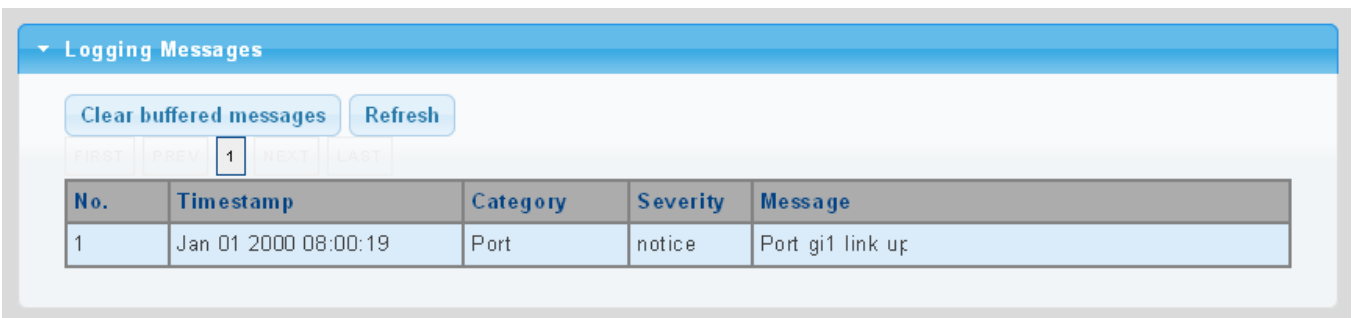 Logging Messages
Clear buffered messages Refresh
FIRST PREV 1 NEXT LAST
No. Timestamp Category Severity Message
1 Jan 01 2000 08:00:19 Port notice Port gi1 link up